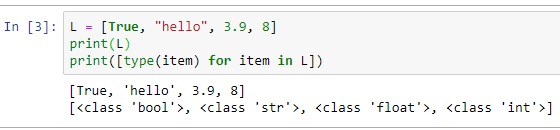 In [3]: L = [True, "hello", 3.9, 8]
print(L)
print([type(item) for item in L])
[True, 'hello', 3.9, 8]
[<class 'bool'>, <class 'str'>, <class 'float'>, <class 'int'>]